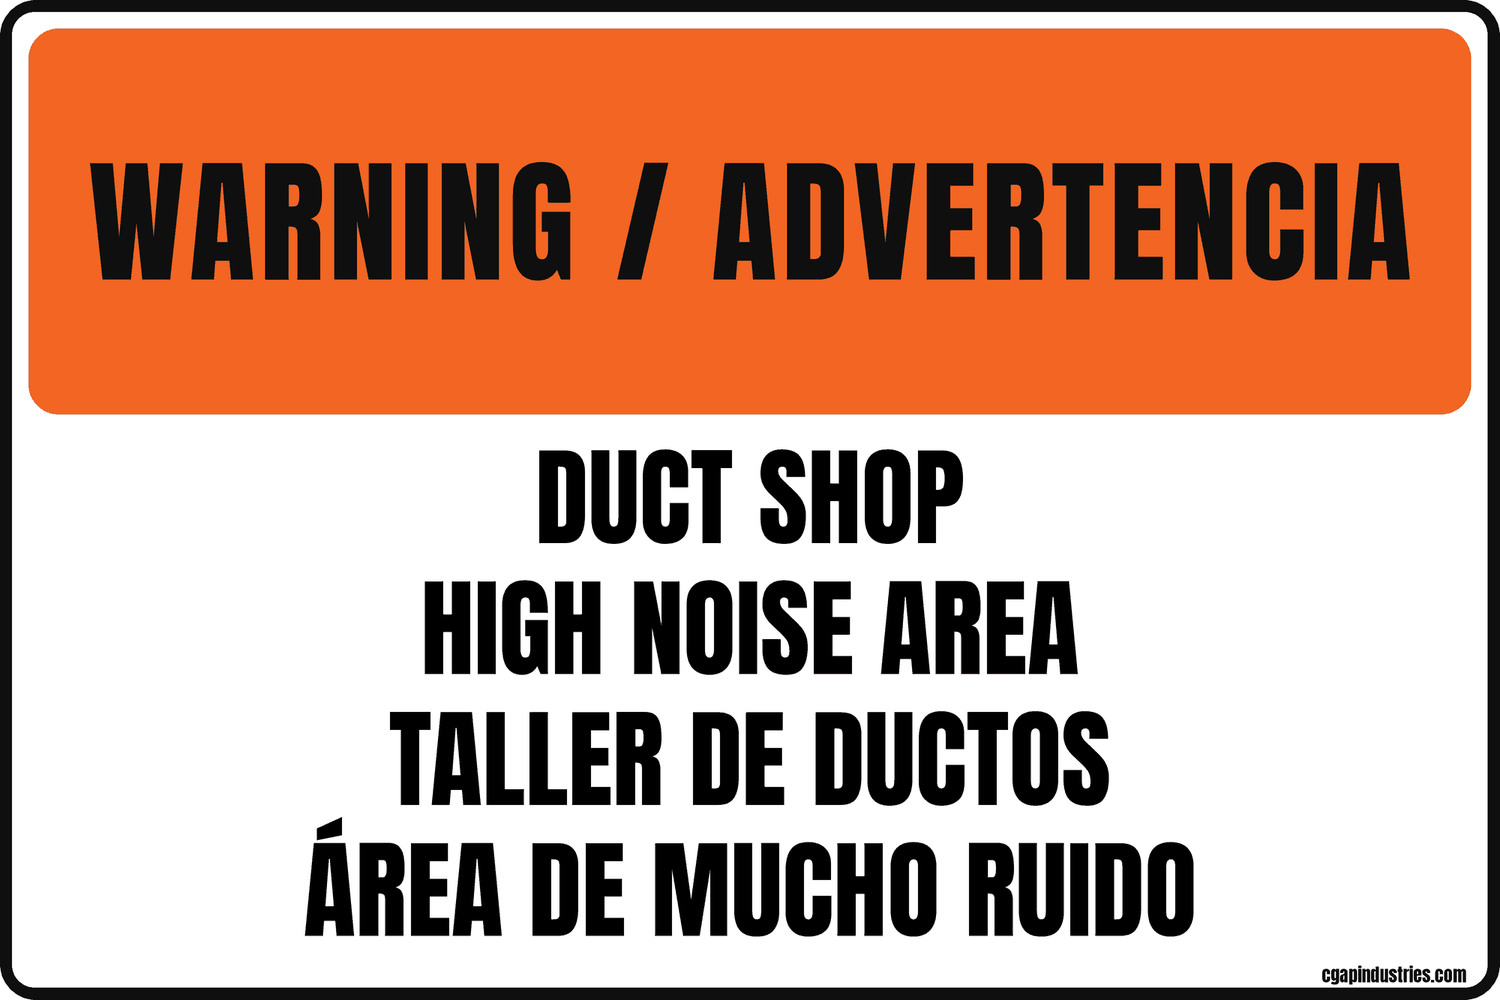 WARNING / ADVERTENCIA
DUCT SHOP
HIGH NOISE AREA
TALLER DE DUCTOS
ÁREA DE MUCHO RUIDO
cgapindustries.com